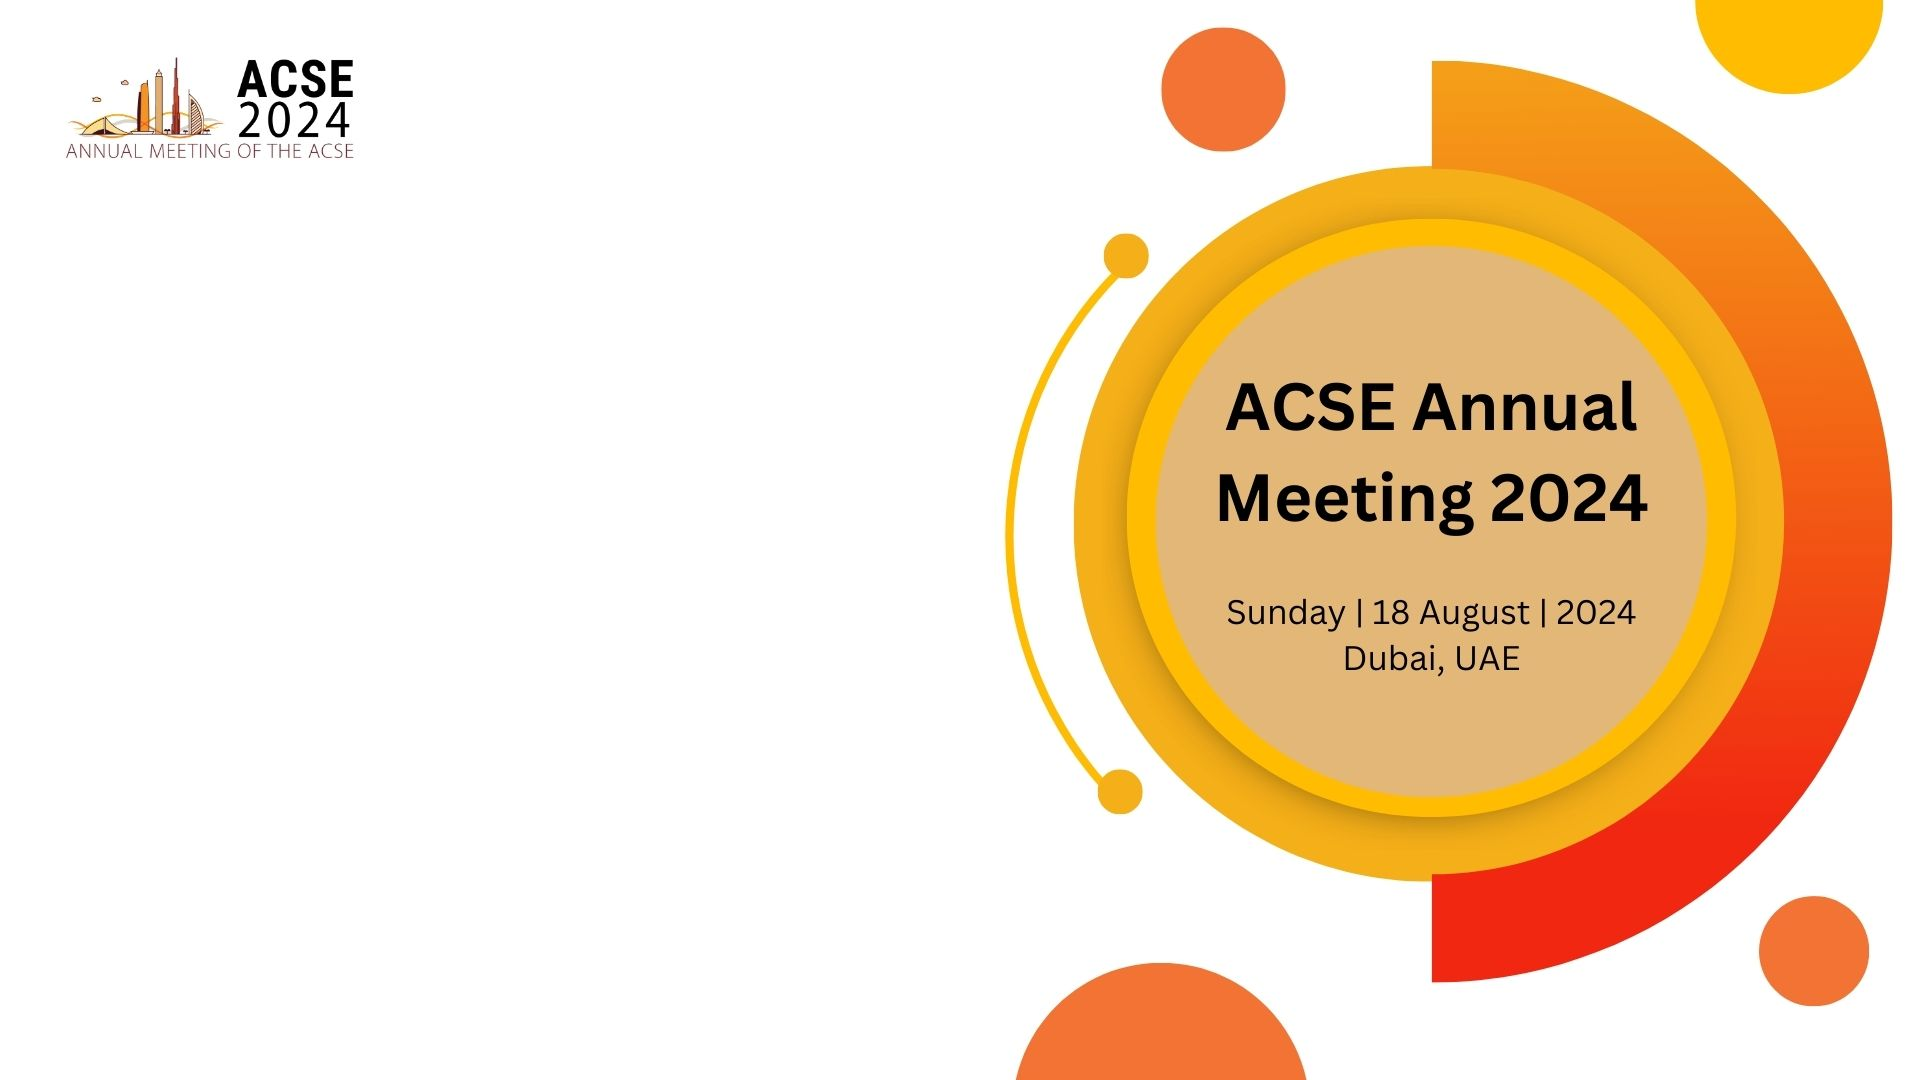 ACSE
2024
ANNUAL MEETING OF THE ACSE
ACSE Annual
Meeting 2024
Sunday | 18 August | 2024
Dubai, UAE